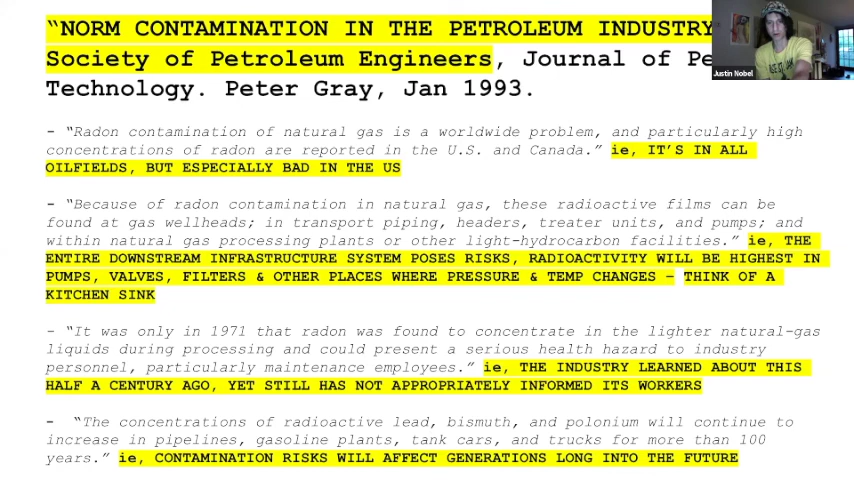 “NORM CONTAMINATION IN THE PETROLEUM INDUSTRY
Society of Petroleum Engineers, Journal of Pe
Technology. Peter Gray, Jan 1993.
Justin Nobel
- “Radon contamination of natural gas is a worldwide problem, and particularly high
concentrations of radon are reported in the U.S. and Canada.” ie, IT’S IN ALL
OILFIELDS, BUT ESPECIALLY BAD IN THE US
- “Because of radon contamination in natural gas, these radioactive films can be
found at gas wellheads; in transport piping, headers, treater units, and pumps; and
within natural gas processing plants or other light-hydrocarbon facilities.” ie, THE
ENTIRE DOWNSTREAM INFRASTRUCTURE SYSTEM POSES RISKS, RADIOACTIVITY WILL BE HIGHEST IN
PUMPS, VALVES, FILTERS & OTHER PLACES WHERE PRESSURE & TEMP CHANGES – THINK OF A
KITCHEN SINK
- “It was only in 1971 that radon was found to concentrate in the lighter natural-gas
liquids during processing and could present a serious health hazard to industry
personnel, particularly maintenance employees.” ie, THE INDUSTRY LEARNED ABOUT THIS
HALF A CENTURY AGO, YET STILL HAS NOT APPROPRIATELY INFORMED ITS WORKERS
- “The concentrations of radioactive lead, bismuth, and polonium will continue to
increase in pipelines, gasoline plants, tank cars, and trucks for more than 100
years.” ie, CONTAMINATION RISKS WILL AFFECT GENERATIONS LONG INTO THE FUTURE